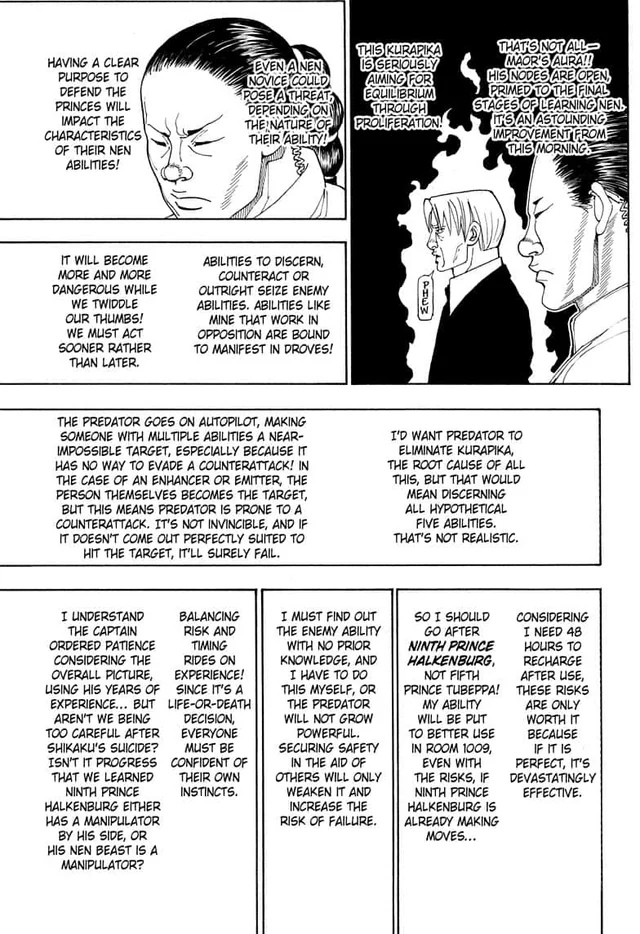 THAT'S NOT ALL—
MAOR'S AURA!!
HIS NODES ARE OPEN,
PRIMED TO THE FINAL
STAGES OF LEARNING NEN.
IT'S AN ASTOUNDING
IMPROVEMENT FROM
THIS MORNING.
THIS KURAPIKA
IS SERIOUSLY
AIMING FOR
EQUILIBRIUM
THROUGH
PROLIFERATION!
PHEW
EVEN A NEN
NOVICE COULD
POSE A THREAT,
DEPENDING ON
THE NATURE OF
THEIR ABILITY!
HAVING A CLEAR
PURPOSE TO
DEFEND THE
PRINCES WILL
IMPACT THE
CHARACTERISTICS
OF THEIR NEN
ABILITIES!
ABILITIES TO DISCERN,
COUNTERACT OR
OUTRIGHT SEIZE ENEMY
ABILITIES. ABILITIES LIKE
MINE THAT WORK IN
OPPOSITION ARE BOUND
TO MANIFEST IN DROVES!
IT WILL BECOME
MORE AND MORE
DANGEROUS WHILE
WE TWIDDLE
OUR THUMBS!
WE MUST ACT
SOONER RATHER
THAN LATER.
I'D WANT PREDATOR TO
ELIMINATE KURAPIKA,
THE ROOT CAUSE OF ALL
THIS, BUT THAT WOULD
MEAN DISCERNING
ALL HYPOTHETICAL
FIVE ABILITIES.
THAT'S NOT REALISTIC.
THE PREDATOR GOES ON AUTOPILOT, MAKING
SOMEONE WITH MULTIPLE ABILITIES A NEAR-
IMPOSSIBLE TARGET, ESPECIALLY BECAUSE IT
HAS NO WAY TO EVADE A COUNTERATTACK! IN
THE CASE OF AN ENHANCER OR EMITTER, THE
PERSON THEMSELVES BECOMES THE TARGET,
BUT THIS MEANS PREDATOR IS PRONE TO A
COUNTERATTACK. IT'S NOT INVINCIBLE, AND IF
IT DOESN'T COME OUT PERFECTLY SUITED TO
HIT THE TARGET, IT'LL SURELY FAIL.
CONSIDERING
I NEED 48
HOURS TO
RECHARGE
AFTER USE,
THESE RISKS
ARE ONLY
WORTH IT
BECAUSE
IF IT IS
PERFECT, IT'S
DEVASTATINGLY
EFFECTIVE.
SO I SHOULD
GO AFTER
NINTH PRINCE
HALKENBURG,
NOT FIFTH
PRINCE TUBEPPA!
MY ABILITY
WILL BE PUT
TO BETTER USE
IN ROOM 1009,
EVEN WITH
THE RISKS, IF
NINTH PRINCE
HALKENBURG IS
ALREADY MAKING
MOVES...
I MUST FIND OUT
THE ENEMY ABILITY
WITH NO PRIOR
KNOWLEDGE, AND
I HAVE TO DO
THIS MYSELF, OR
THE PREDATOR
WILL NOT GROW
POWERFUL.
SECURING SAFETY
IN THE AID OF
OTHERS WILL ONLY
WEAKEN IT AND
INCREASE THE
RISK OF FAILURE.
BALANCING
RISK AND
TIMING
RIDES ON
EXPERIENCE!
SINCE IT'S A
LIFE-OR-DEATH
DECISION,
EVERYONE
MUST BE
CONFIDENT OF
THEIR OWN
INSTINCTS.
I UNDERSTAND
THE CAPTAIN
ORDERED PATIENCE
CONSIDERING THE
OVERALL PICTURE,
USING HIS YEARS OF
EXPERIENCE... BUT
AREN'T WE BEING
TOO CAREFUL AFTER
SHIKAKU'S SUICIDE?
ISN'T IT PROGRESS
THAT WE LEARNED
NINTH PRINCE
HALKENBURG EITHER
HAS A MANIPULATOR
BY HIS SIDE, OR
HIS NEN BEAST IS A
MANIPULATOR?